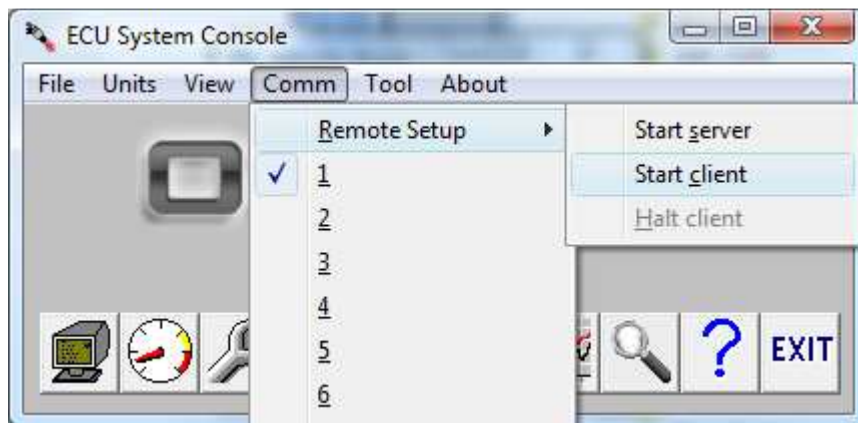 ECU System Console
File Units View Comm Tool About
Remote Setup
Start server
1
Start client
2
Halt client
3
4
5
6
EXIT